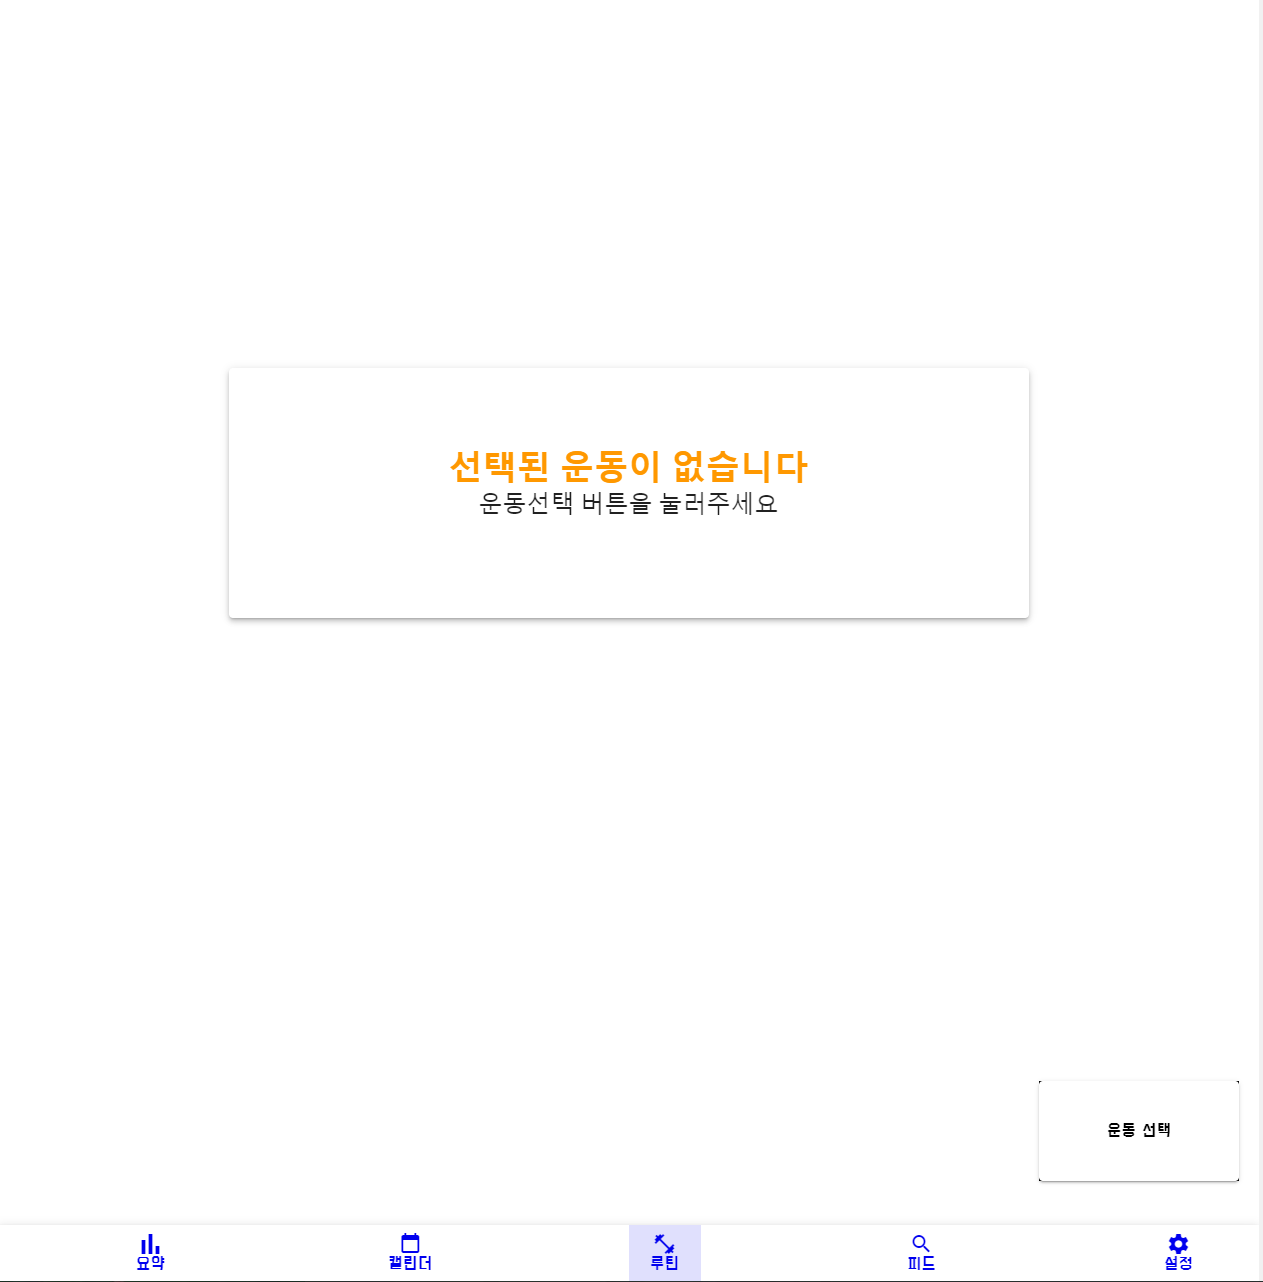 선택된 운동이 없습니다
운동선택 버튼을 눌러주세요
운동 선택
요약
캘린더
루틴
피드
설정